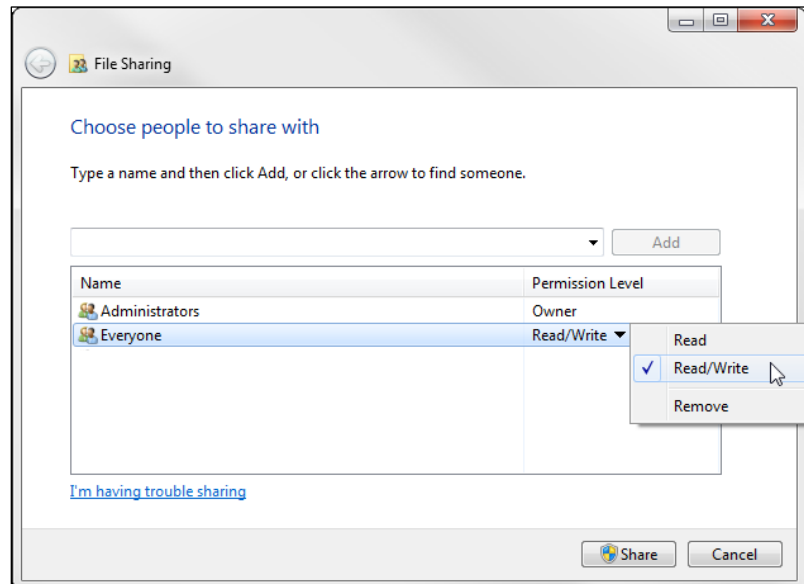 File Sharing
Choose people to share with
Type a name and then click Add, or click the arrow to find someone.
Add
Name Permission Level
Administrators Owner
Everyone Read/Write
Read
Read/Write
Remove
I'm having trouble sharing
Share Cancel